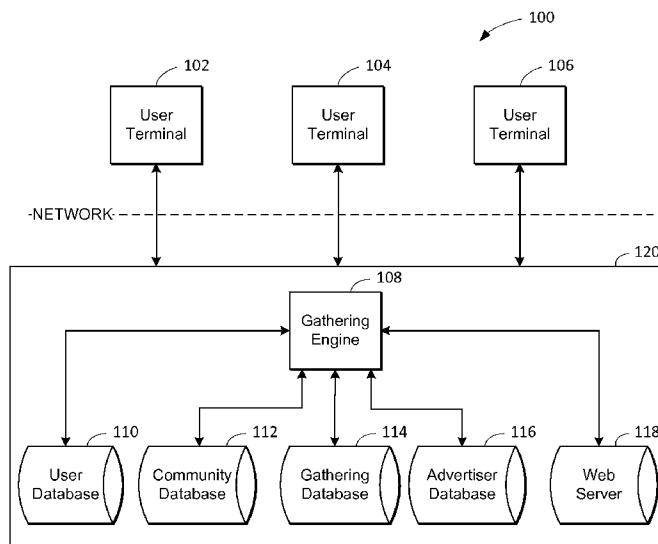 100
102
104
106
User
Terminal
User
Terminal
User
Terminal
-NETWORK-
120
108
Gathering
Engine
110
112
114
116
118
User
Database
Community
Database
Gathering
Database
Advertiser
Database
Web
Server